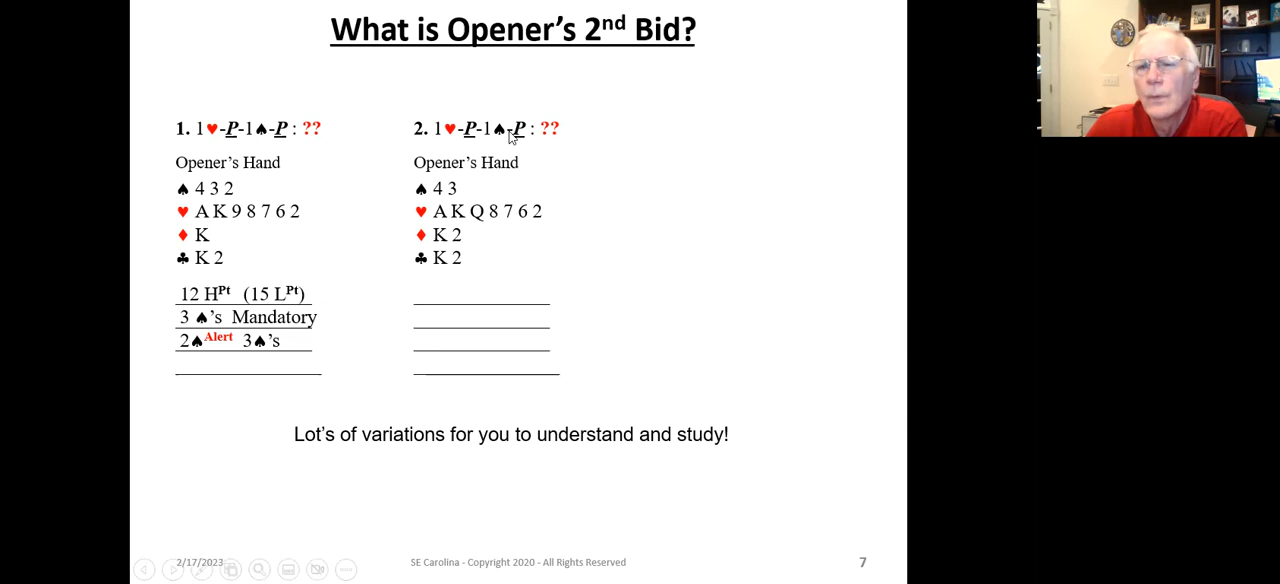 What is Opener's 2nd Bid?
1. 1♥-P-1♠-P : ??
Opener's Hand
♠ 4 3 2
♥ A K 9 8 7 6 2
♦ K
♣ K 2
12 HPt (15 LPt)
3 ♠'s Mandatory
2♠Alert 3♠'s
2. 1♥-P-1♠-P : ??
Opener's Hand
♠ 4 3
♥ A K Q 8 7 6 2
♦ K 2
♣ K 2
Lot's of variations for you to understand and study!
2/17/2023
SE Carolina - Copyright 2020 - All Rights Reserved
7